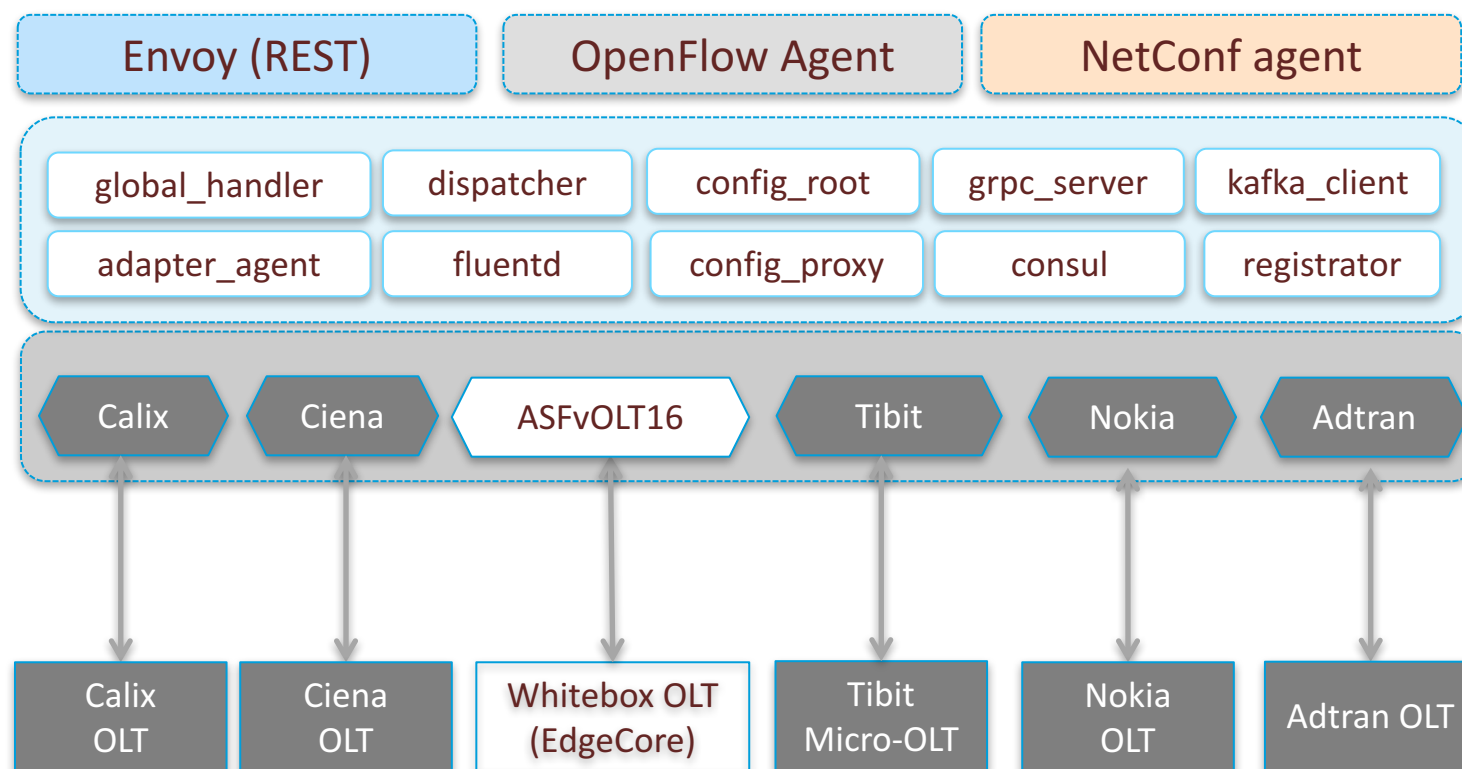 Envoy (REST)
OpenFlow Agent
NetConf agent
global_handler
dispatcher
config_root
grpc_server
kafka_client
adapter_agent
fluentd
config_proxy
consul
registrator
Calix
Ciena
ASFvOLT16
Tibit
Nokia
Adtran
Calix
OLT
Ciena
OLT
Whitebox OLT
(EdgeCore)
Tibit
Micro-OLT
Nokia
OLT
Adtran OLT